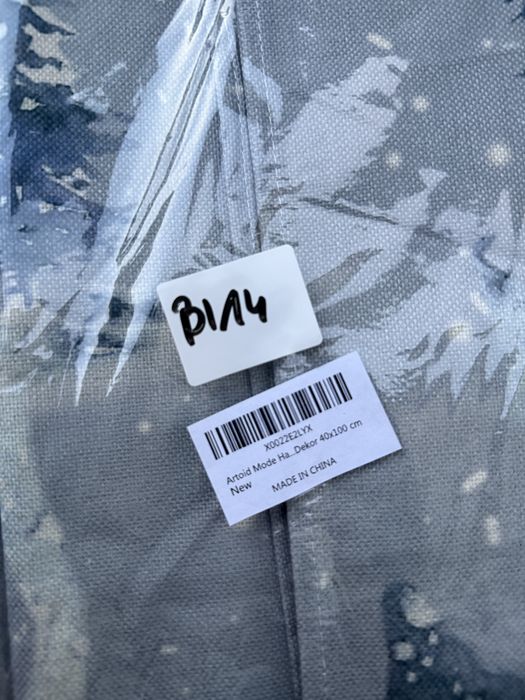 B1/14
X0022E2LYX
Artoid Mode Ha...Dekor 40x100 cm
New
MADE IN CHINA